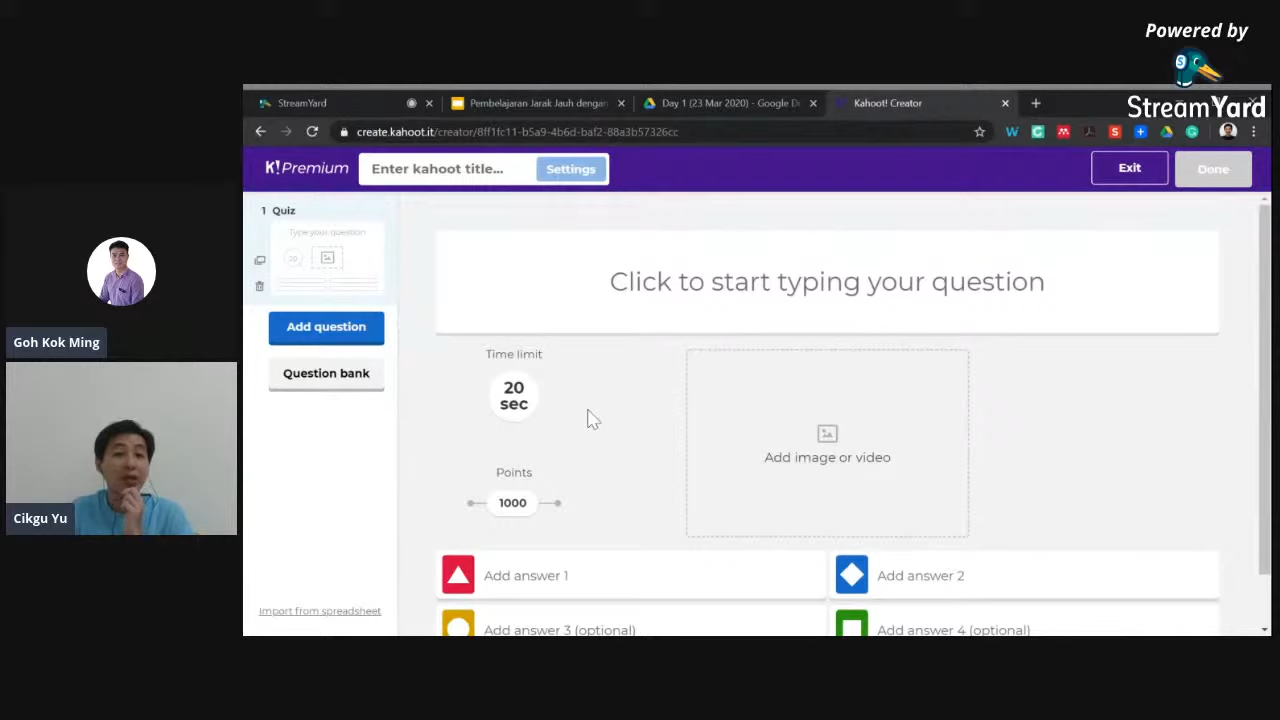 Powered by
S
StreamYard
StreamYard
Pembelajaran Jarak Jauh dengan
Day 1 (23 Mar 2020) - Google D
Kahoot! Creator
create.kahoot.it/creator/8ff1fc11-b5a9-4b6d-baf2-88a3b57326cc
K!Premium
Enter kahoot title...
Settings
Exit
Done
1 Quiz
Type your question
20
Add question
Question bank
Import from spreadsheet
Click to start typing your question
Time limit
20
sec
Points
1000
Add image or video
Add answer 1
Add answer 2
Add answer 3 (optional)
Add answer 4 (optional)
Goh Kok Ming
Cikgu Yu